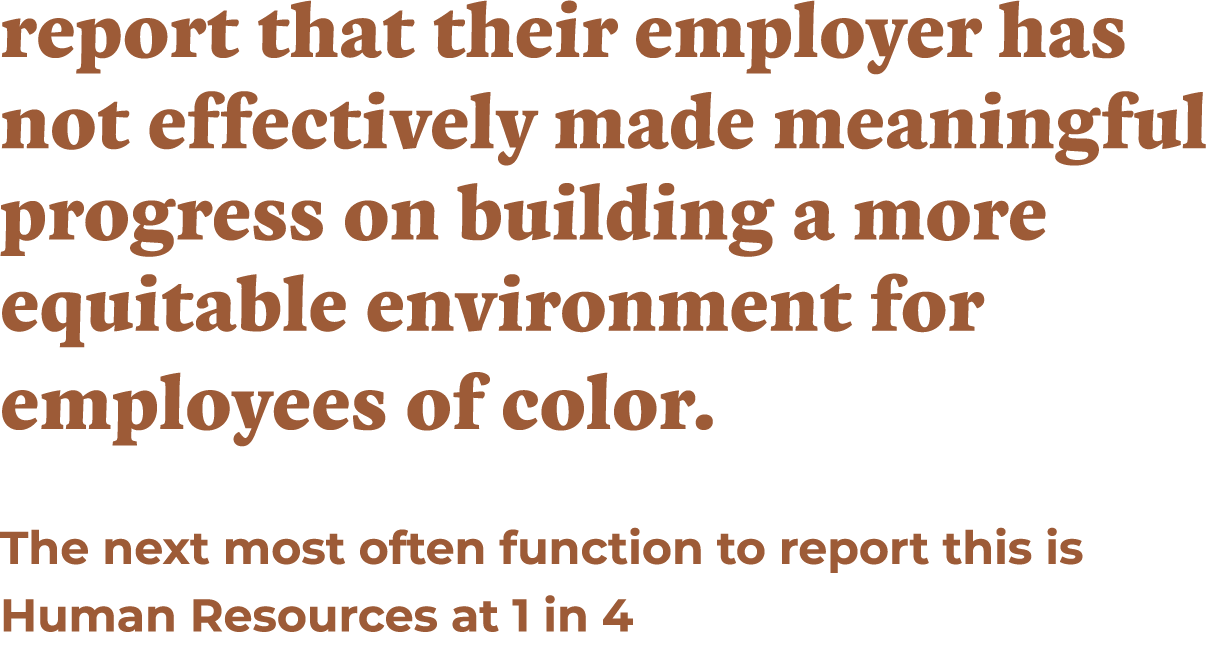 report that their employer has
not effectively made meaningful
progress on building a more
equitable environment for
employees of color.
The next most often function to report this is
Human Resources at 1 in 4